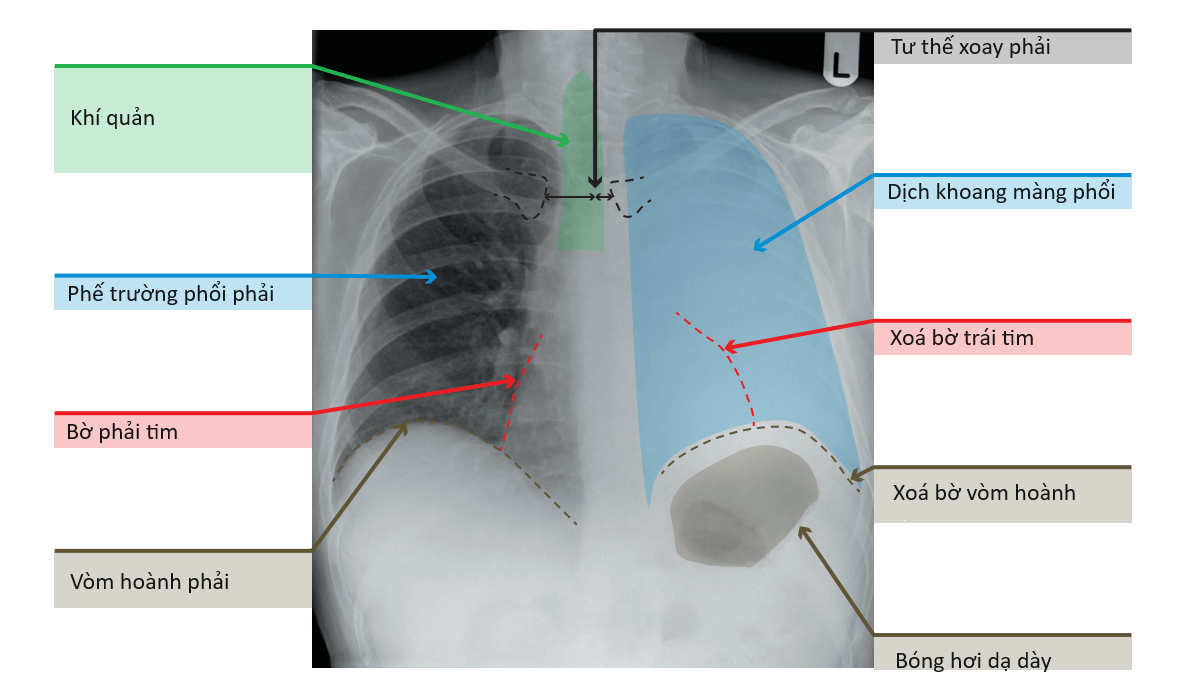 Tư thế xoay phải
L
Khí quản
Dịch khoang màng phổi
Phế trường phổi phải
Xoá bờ trái tim
Bờ phải tim
Xoá bờ vòm hoành
Vòm hoành phải
Bóng hơi dạ dày